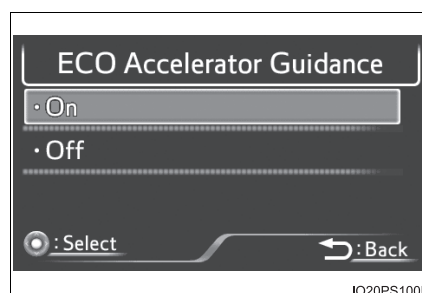 ECO Accelerator Guidance
・On
・Off
: Select
: Back